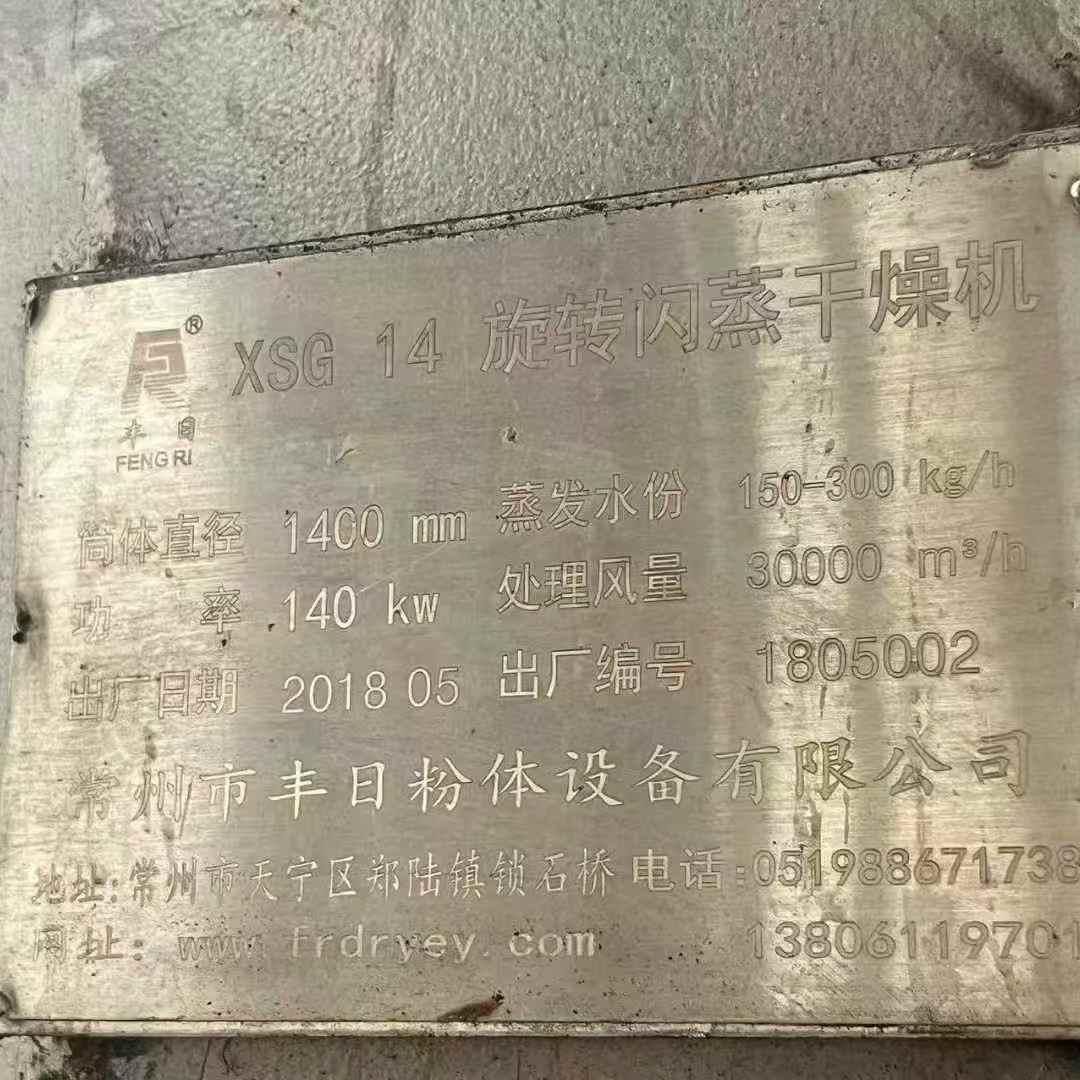 XSG 14 旋转闪蒸干燥机
®
丰日
FENG RI
筒体直径 1400 mm 蒸发水份 150-300 kg/h
功率 140 kw 处理风量 30000 m³/h
出厂日期 2018 05 出厂编号 1805002
常州市丰日粉体设备有限公司
地址:常州市天宁区郑陆镇锁石桥 电话:051988671738
网址: www.frdryey.com 13806119701